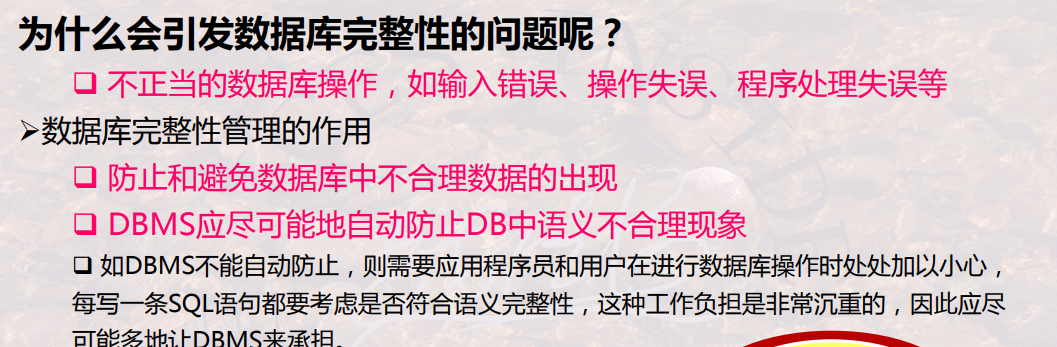 为什么会引发数据库完整性的问题呢？
❑ 不正当的数据库操作，如输入错误、操作失误、程序处理失误等
➢数据库完整性管理的作用
❑ 防止和避免数据库中不合理数据的出现
❑ DBMS应尽可能地自动防止DB中语义不合理现象
❑ 如DBMS不能自动防止，则需要应用程序员和用户在进行数据库操作时处处加以小心，
每写一条SQL语句都要考虑是否符合语义完整性，这种工作负担是非常沉重的，因此应尽
可能多地让DBMS来承担。